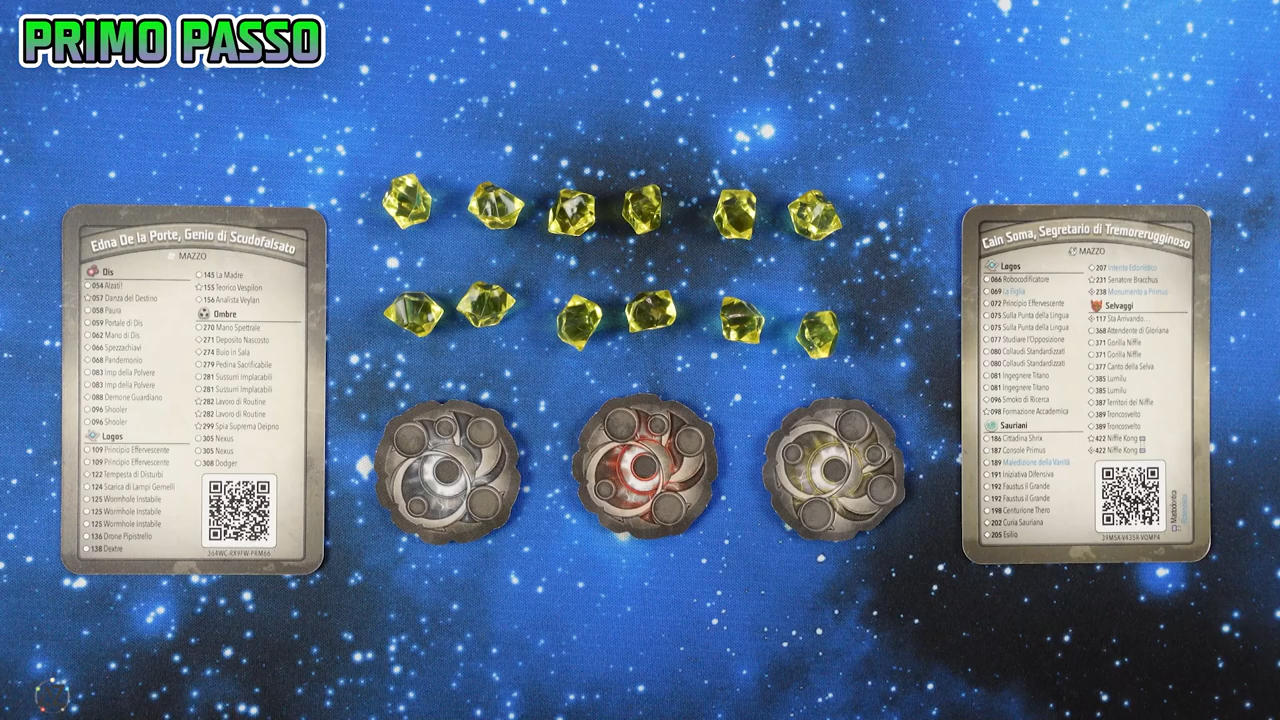 PRIMO PASSO
Edna De la Porte, Genio di Scudofalsato
MAZZO
Dis
054 Alzati!
057 Danza del Destino
058 Paura
059 Portale di Dis
062 Mano di Dis
066 Spezzachiavi
068 Pandemonio
083 Imp della Polvere
083 Imp della Polvere
088 Demone Guardiano
096 Shooler
096 Shooler
Logos
109 Principio Effervescente
109 Principio Effervescente
122 Tempesta di Disturbi
124 Scarica di Lampi Gemelli
125 Wormhole Instabile
125 Wormhole Instabile
125 Wormhole Instabile
136 Drone Pipistrello
138 Dextre
145 La Madre
155 Teorico Vespilon
156 Analista Veylan
Ombre
270 Mano Spettrale
271 Deposito Nascosto
274 Buio in Sala
279 Pedina Sacrificabile
281 Sussurri Implacabili
281 Sussurri Implacabili
282 Lavoro di Routine
282 Lavoro di Routine
299 Spia Suprema Deipno
305 Nexus
305 Nexus
308 Dodger
364WC-RX9FW-PRM66
Cain Soma, Segretario di Tremorerugginoso
MAZZO
Logos
066 Robocodificatore
069 La Figlia
072 Principio Effervescente
075 Sulla Punta della Lingua
075 Sulla Punta della Lingua
077 Studiare l'Opposizione
080 Collaudi Standardizzati
080 Collaudi Standardizzati
081 Ingegnere Titano
081 Ingegnere Titano
096 Smoko di Ricerca
098 Formazione Accademica
Sauriani
186 Cittadina Shrix
187 Console Primus
189 Maledizione della Vanità
191 Iniziativa Difensiva
192 Faustus il Grande
192 Faustus il Grande
198 Centurione Thero
202 Curia Sauriana
205 Esilio
207 Intento Edonistico
231 Senatore Bracchus
238 Monumento a Primus
Selvaggi
117 Sta Arrivando...
368 Attendente di Gloriana
371 Gorilla Niffle
371 Gorilla Niffle
377 Canto della Selva
385 Lumilu
385 Lumilu
387 Territori dei Niffle
389 Troncosvelto
389 Troncosvelto
422 Niffle Kong
422 Niffle Kong
Mastodontica
39M5X-V435R-VQMP4